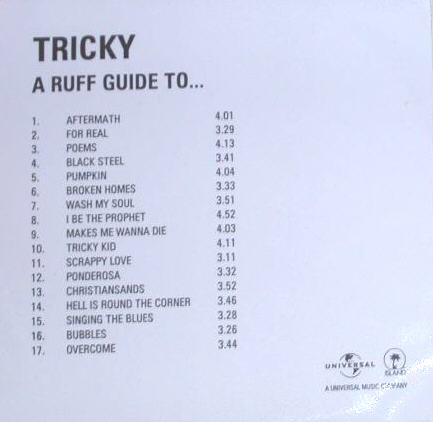 TRICKY
A RUFF GUIDE TO...
1. AFTERMATH 4.01
2. FOR REAL 3.29
3. POEMS 4.13
4. BLACK STEEL 3.41
5. PUMPKIN 4.04
6. BROKEN HOMES 3.33
7. WASH MY SOUL 3.51
8. I BE THE PROPHET 4.52
9. MAKES ME WANNA DIE 4.03
10. TRICKY KID 4.11
11. SCRAPPY LOVE 3.11
12. PONDEROSA 3.32
13. CHRISTIANSANDS 3.52
14. HELL IS ROUND THE CORNER 3.46
15. SINGING THE BLUES 3.28
16. BUBBLES 3.26
17. OVERCOME 3.44
UNIVERSAL ISLAND
A UNIVERSAL MUSIC COMPANY